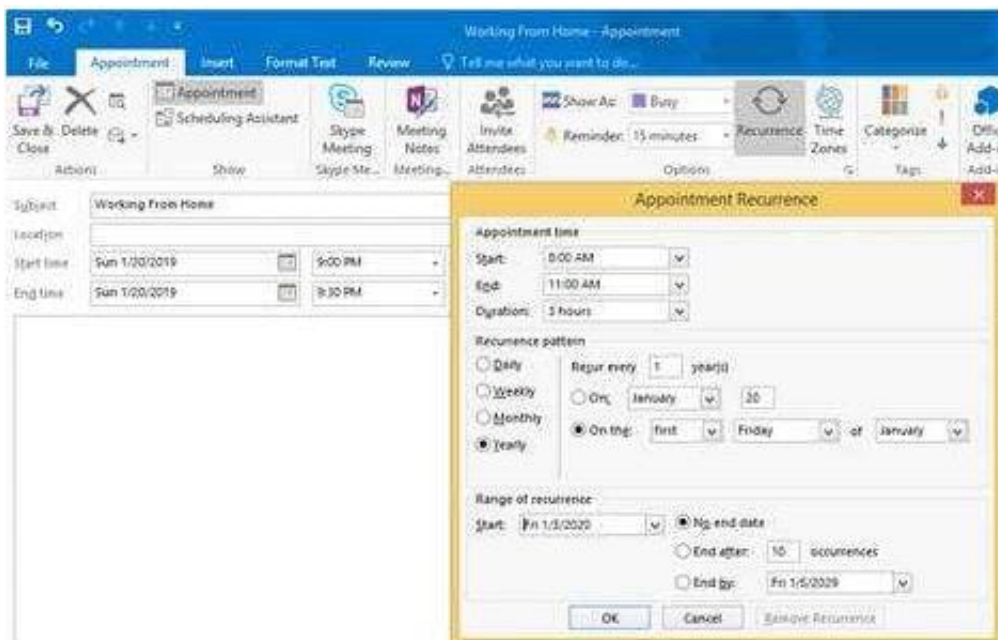 Working From Home - Appointment
File Appointment Insert Format Text Review Tell me what you want to do...
Save & Close
Delete
Appointment
Scheduling Assistant
Skype Meeting
Meeting Notes
Invite Attendees
Show As: Busy
Reminder: 15 minutes
Recurrence
Time Zones
Categorize
Actions Show Skype Me... Meeting... Attendees Options Tags
Subject Working From Home
Location
Start time Sun 1/20/2019 9:00 PM
End time Sun 1/20/2019 9:30 PM
Appointment Recurrence
Appointment time
Start: 8:00 AM
End: 11:00 AM
Duration: 3 hours
Recurrence pattern
Daily
Weekly
Monthly
Yearly
Recur every 1 year(s)
On: January 20
On the: first Friday of January
Range of recurrence
Start: Fri 1/3/2020
No end date
End after: 10 occurrences
End by: Fri 1/5/2029
OK Cancel Remove Recurrence